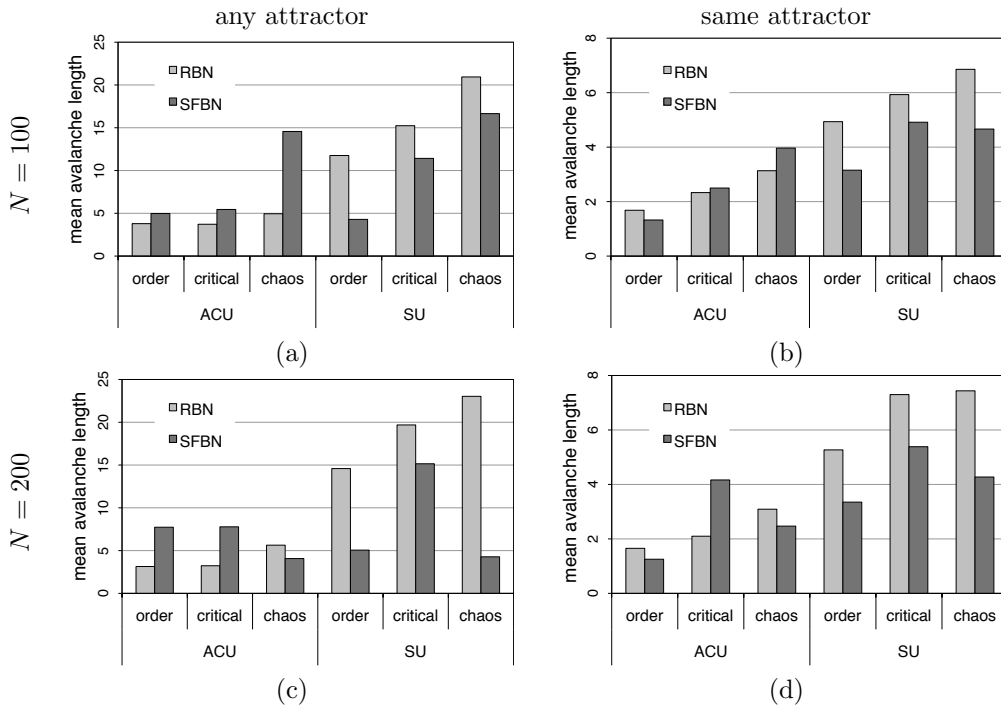 any attractor
same attractor
N = 100
mean avalanche length
25
20
15
10
5
0
RBN
SFBN
order critical chaos order critical chaos
ACU SU
(a)
mean avalanche length
8
6
4
2
0
RBN
SFBN
order critical chaos order critical chaos
ACU SU
(b)
N = 200
mean avalanche length
25
20
15
10
5
0
RBN
SFBN
order critical chaos order critical chaos
ACU SU
(c)
mean avalanche length
8
6
4
2
0
RBN
SFBN
order critical chaos order critical chaos
ACU SU
(d)